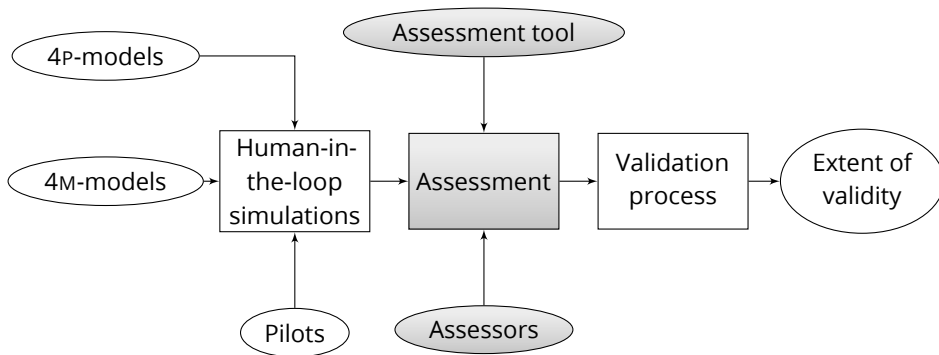 Assessment tool
4P-models
Human-in-
the-loop
simulations
4M-models
Assessment
Validation
process
Extent of
validity
Pilots
Assessors